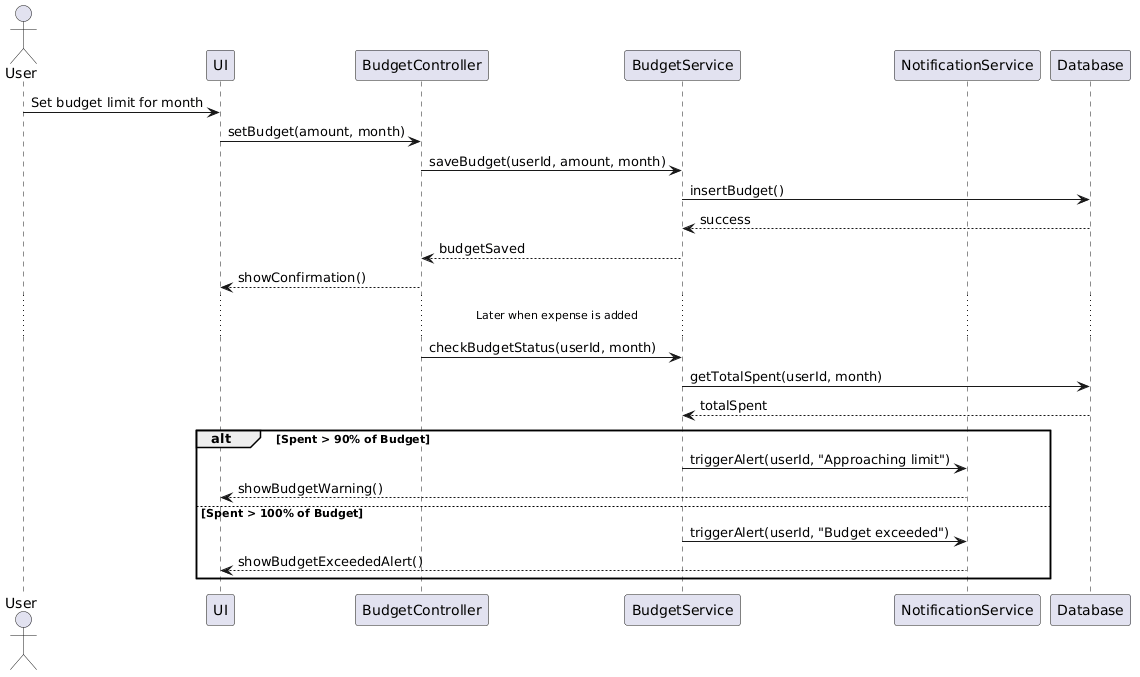 User
UI
BudgetController
BudgetService
NotificationService
Database
Set budget limit for month
setBudget(amount, month)
saveBudget(userId, amount, month)
insertBudget()
success
budgetSaved
showConfirmation()
Later when expense is added
checkBudgetStatus(userId, month)
getTotalSpent(userId, month)
totalSpent
alt [Spent > 90% of Budget]
triggerAlert(userId, "Approaching limit")
showBudgetWarning()
[Spent > 100% of Budget]
triggerAlert(userId, "Budget exceeded")
showBudgetExceededAlert()
User
UI
BudgetController
BudgetService
NotificationService
Database